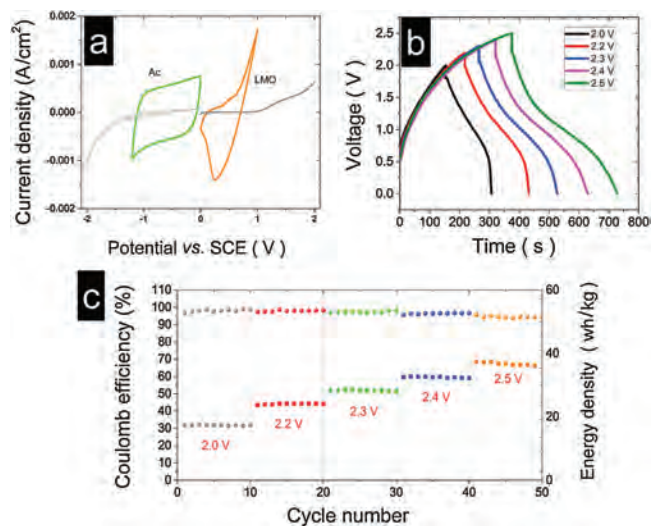 a
Ac
LMO
Current density (A/cm²)
0.002
0.001
0.000
-0.001
-0.002
-2 -1 0 1 2
Potential vs. SCE ( V )
b
2.0 V
2.2 V
2.3 V
2.4 V
2.5 V
Voltage ( V )
2.5
2.0
1.5
1.0
0.5
0.0
0 100 200 300 400 500 600 700 800
Time ( s )
c
Coulomb efficiency (%)
110
100
90
80
70
60
50
40
30
20
10
0
2.0 V
2.2 V
2.3 V
2.4 V
2.5 V
60
40
20
0
Energy density ( wh/kg)
0 10 20 30 40 50
Cycle number